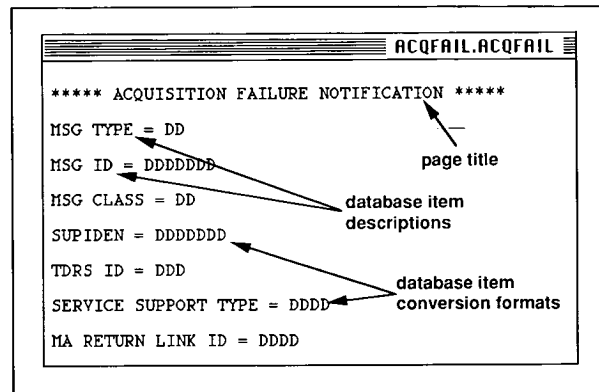 ACQFAIL.ACQFAIL
***** ACQUISITION FAILURE NOTIFICATION *****
MSG TYPE = DD
page title
MSG ID = DDDDDDD
MSG CLASS = DD
database item
descriptions
SUPIDEN = DDDDDDD
TDRS ID = DDD
database item
conversion formats
SERVICE SUPPORT TYPE = DDDD
MA RETURN LINK ID = DDDD